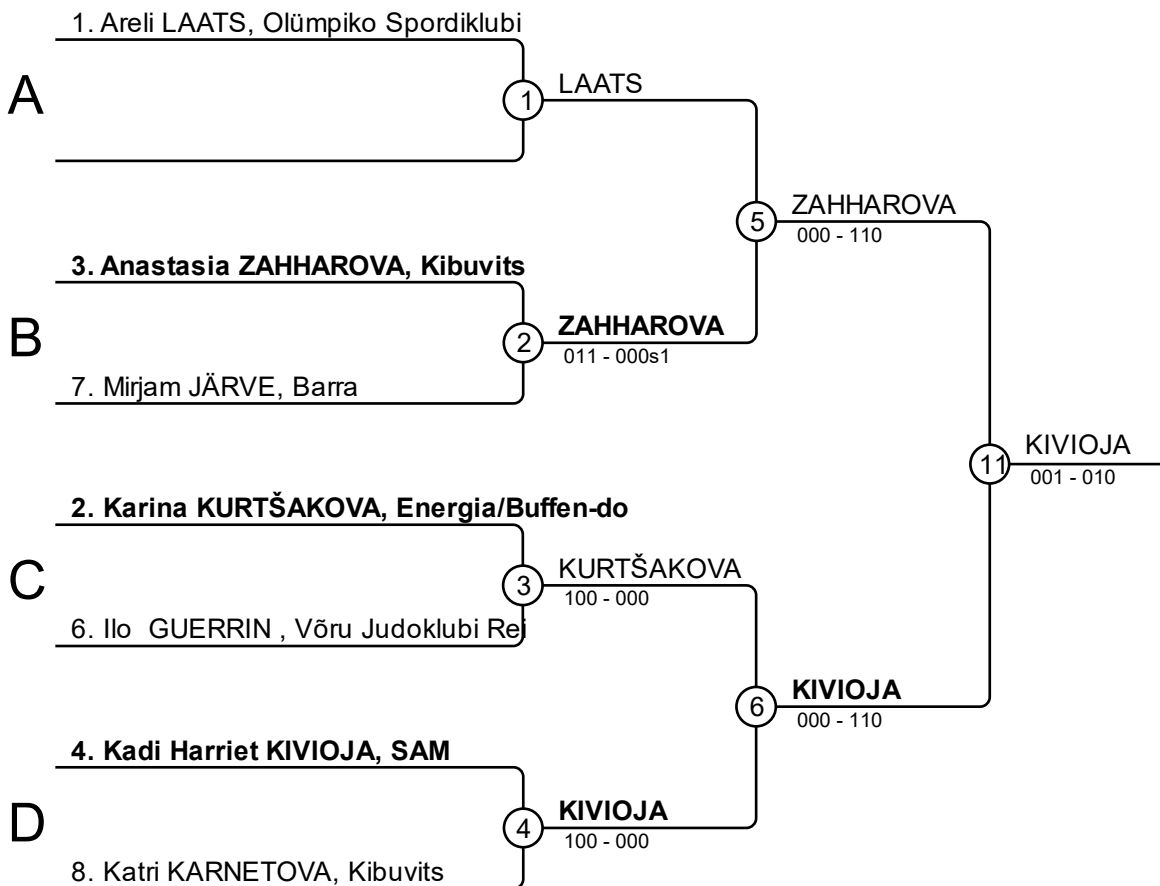 1. Areli LAATS, Olümpiko Spordiklubi
A
1
LAATS
5
ZAHHAROVA
000 - 110
3. Anastasia ZAHHAROVA, Kibuvits
B
2
ZAHHAROVA
011 - 000s1
7. Mirjam JÄRVE, Barra
11
KIVIOJA
001 - 010
2. Karina KURTŠAKOVA, Energia/Buffen-do
C
3
KURTŠAKOVA
100 - 000
6. Ilo  GUERRIN , Võru Judoklubi Rei
6
KIVIOJA
000 - 110
4. Kadi Harriet KIVIOJA, SAM
D
4
KIVIOJA
100 - 000
8. Katri KARNETOVA, Kibuvits